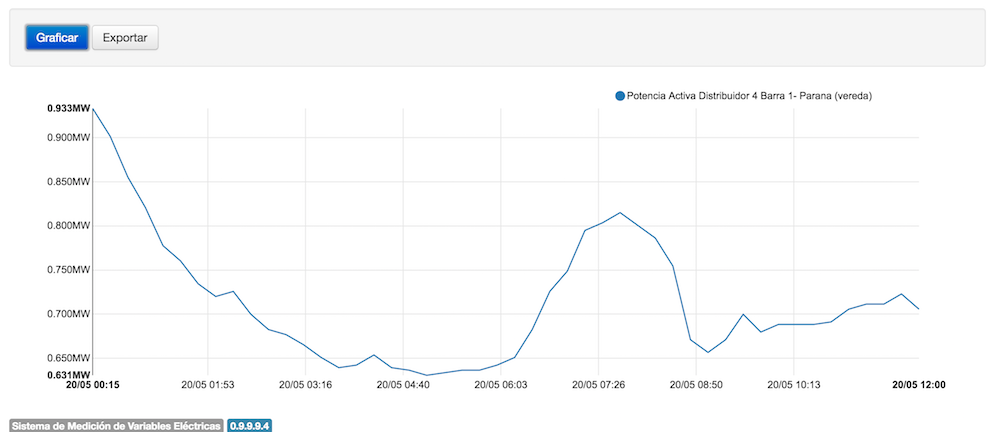 Graficar Exportar
Potencia Activa Distribuidor 4 Barra 1- Parana (vereda)
0.933MW
0.900MW
0.850MW
0.800MW
0.750MW
0.700MW
0.650MW
0.631MW
20/05 00:15 20/05 01:53 20/05 03:16 20/05 04:40 20/05 06:03 20/05 07:26 20/05 08:50 20/05 10:13 20/05 12:00
Sistema de Medición de Variables Eléctricas 0.9.9.9.4